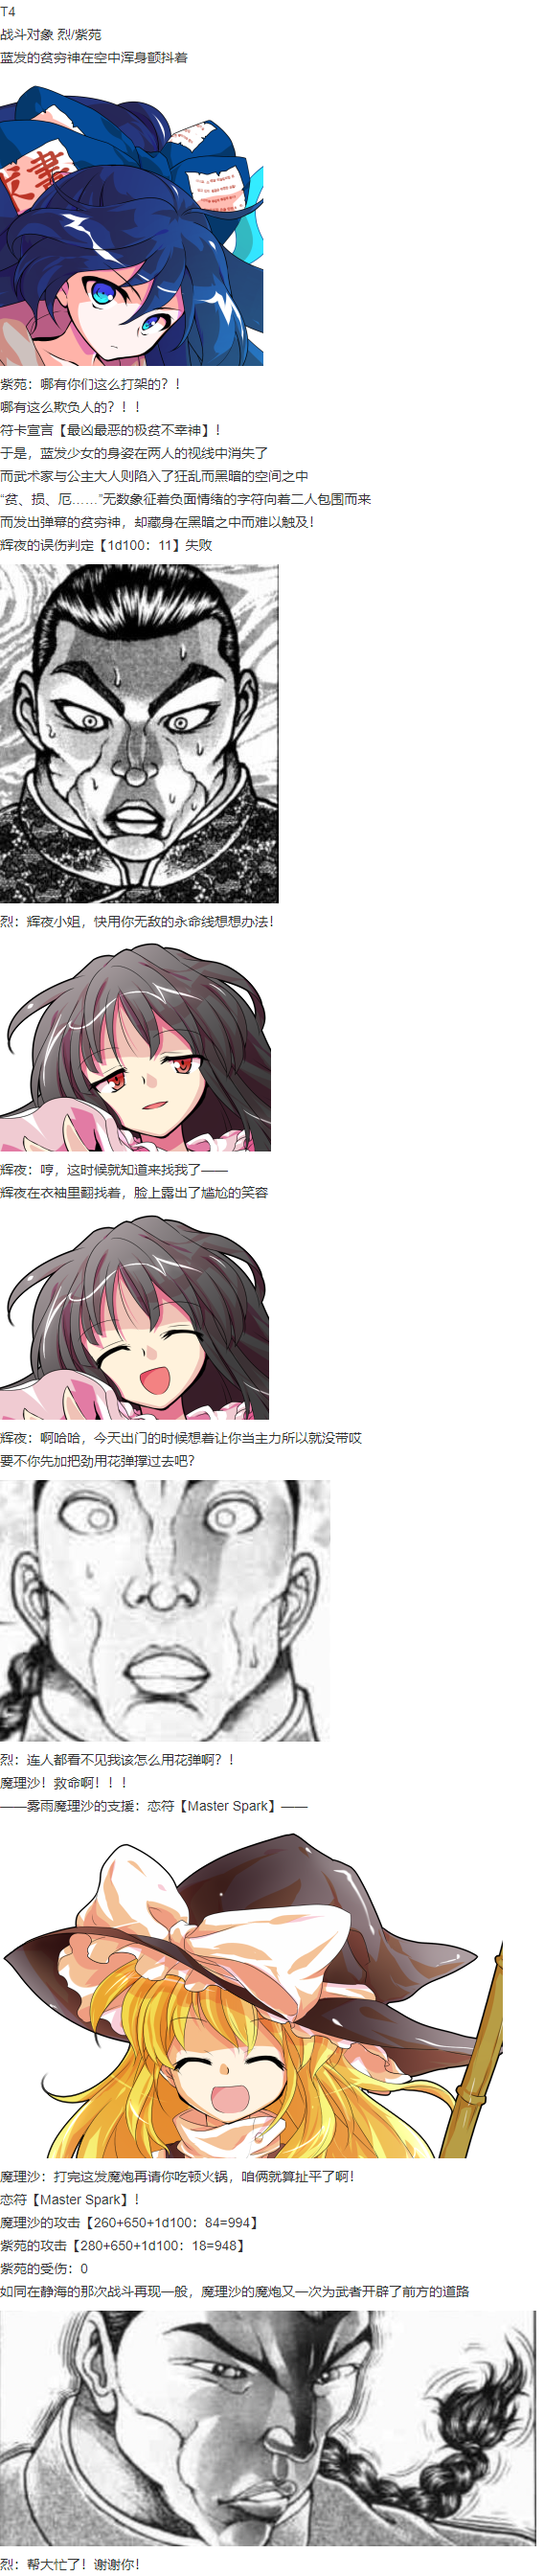 T4
战斗对象 烈/紫苑
蓝发的贫穷神在空中浑身颤抖着
紫苑：哪有你们这么打架的？！
哪有这么欺负人的？！！
符卡宣言【最凶最恶的极贫不幸神】！
于是，蓝发少女的身姿在两人的视线中消失了
而武术家与公主大人则陷入了狂乱而黑暗的空间之中
“贫、损、厄……”无数象征着负面情绪的字符向着二人包围而来
而发出弹幕的贫穷神，却藏身在黑暗之中而难以触及！
辉夜的误伤判定【1d100：11】失败
烈：辉夜小姐，快用你无敌的永命线想想办法！
辉夜：哼，这时候就知道来找我了——
辉夜在衣袖里翻找着，脸上露出了尴尬的笑容
辉夜：啊哈哈，今天出门的时候想着让你当主力所以就没带哎
要不你先加把劲用花弹撑过去吧？
烈：连人都看不见我该怎么用花弹啊？！
魔理沙！救命啊！！！
——雾雨魔理沙的支援：恋符【Master Spark】——
魔理沙：打完这发魔炮再请你吃顿火锅，咱俩就算扯平了啊！
恋符【Master Spark】！
魔理沙的攻击【260+650+1d100：84=994】
紫苑的攻击【280+650+1d100：18=948】
紫苑的受伤：0
如同在静海的那次战斗再现一般，魔理沙的魔炮又一次为武者开辟了前方的道路
烈：帮大忙了！谢谢你！